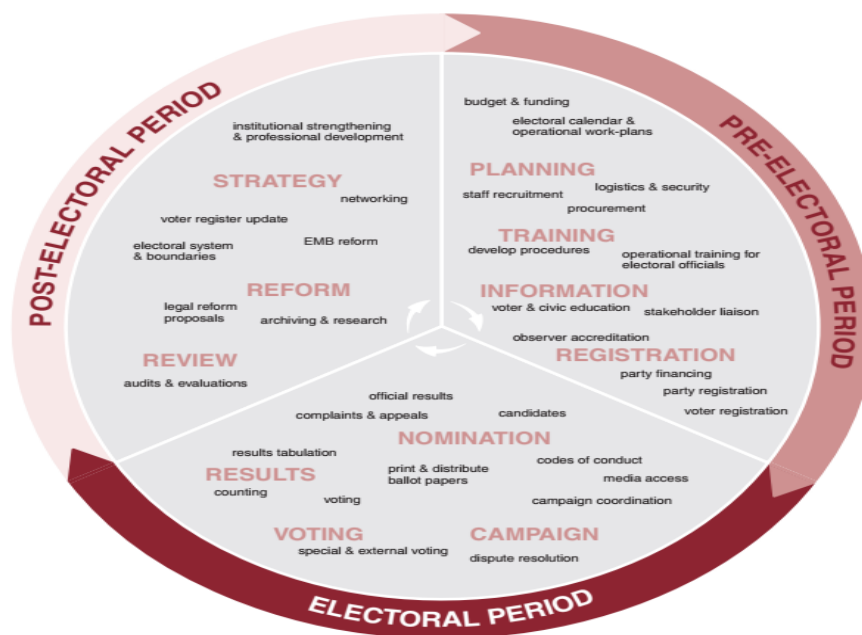 POST-ELECTORAL PERIOD
institutional strengthening
& professional development
STRATEGY
networking
voter register update
electoral system
& boundaries
EMB reform
REFORM
legal reform
proposals
archiving & research
REVIEW
audits & evaluations
PRE-ELECTORAL PERIOD
budget & funding
electoral calendar &
operational work-plans
PLANNING
staff recruitment
logistics & security
procurement
TRAINING
develop procedures
operational training for
electoral officials
INFORMATION
voter & civic education
stakeholder liaison
observer accreditation
REGISTRATION
party financing
party registration
voter registration
official results
complaints & appeals
candidates
NOMINATION
results tabulation
print & distribute
ballot papers
codes of conduct
RESULTS
media access
counting
voting
campaign coordination
VOTING
CAMPAIGN
special & external voting
dispute resolution
ELECTORAL PERIOD